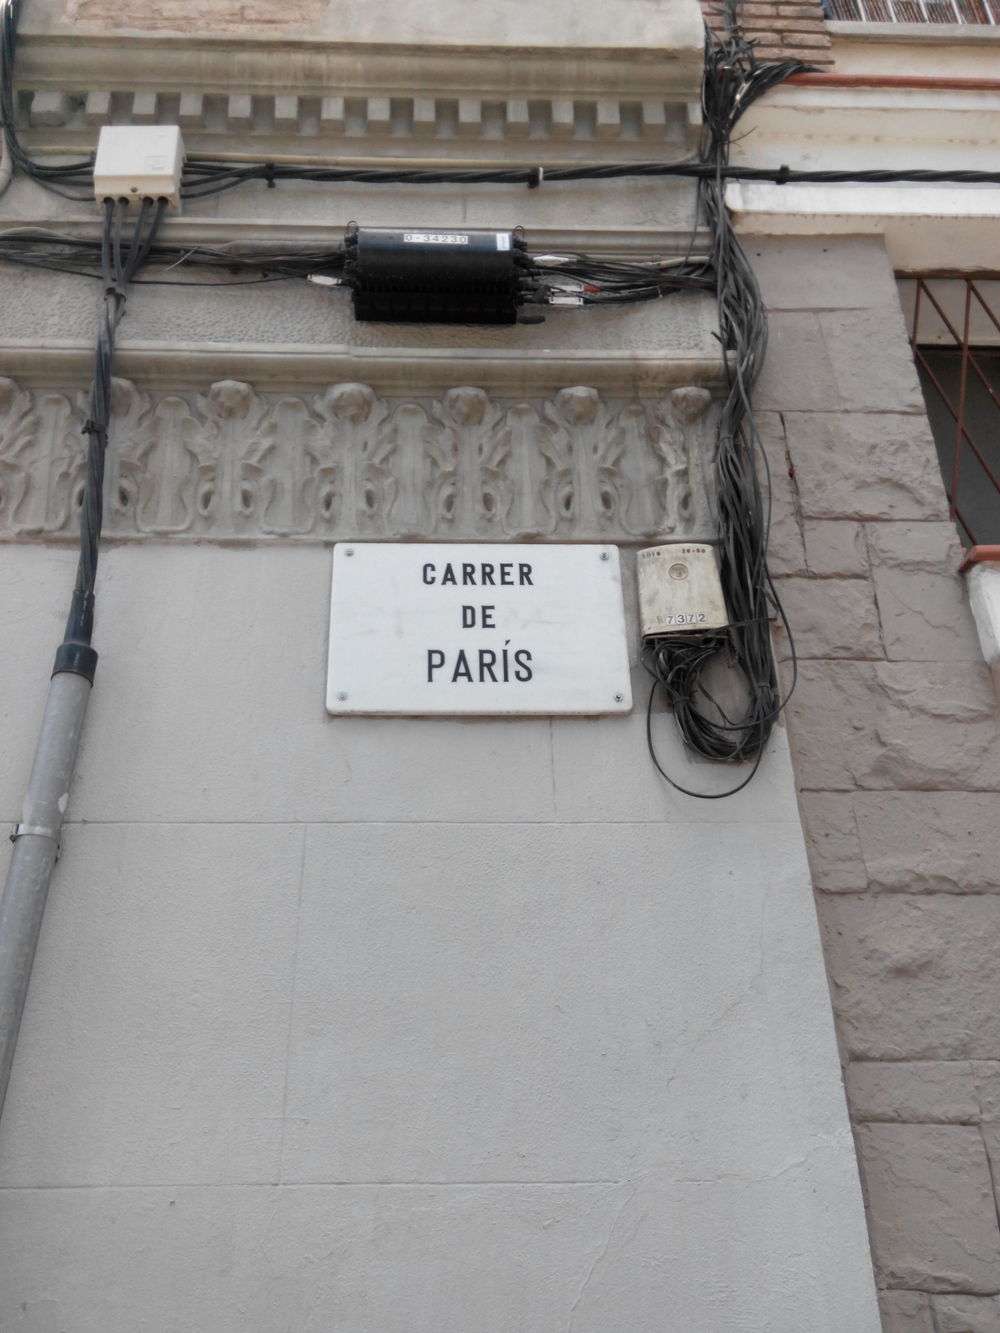 0-34230
CARRER
DE
PARÍS
7372